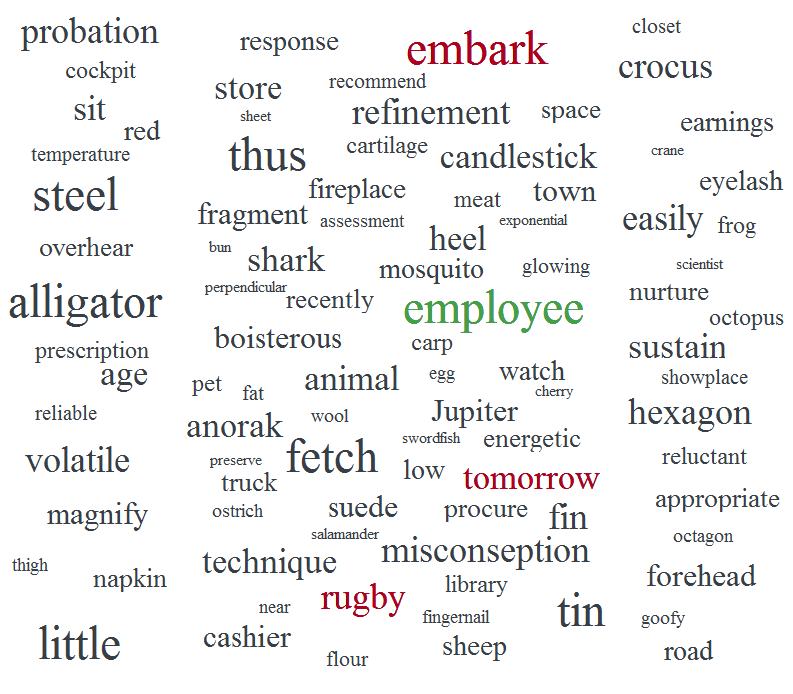 probation
response
embark
closet
cockpit
store
recommend
crocus
sit
sheet
refinement
space
red
earnings
temperature
thus
cartilage
candlestick
crane
steel
fireplace
meat
town
eyelash
fragment
assessment
exponential
easily
frog
overhear
bun
shark
heel
mosquito
glowing
scientist
alligator
perpendicular
recently
employee
nurture
octopus
boisterous
carp
sustain
prescription
age
pet
fat
animal
egg
watch
cherry
showplace
reliable
anorak
wool
Jupiter
hexagon
volatile
preserve
fetch
swordfish
energetic
reluctant
truck
low
tomorrow
magnify
ostrich
suede
procure
fin
appropriate
salamander
octagon
thigh
napkin
technique
misconseption
forehead
near
rugby
library
little
cashier
fingernail
tin
goofy
flour
sheep
road